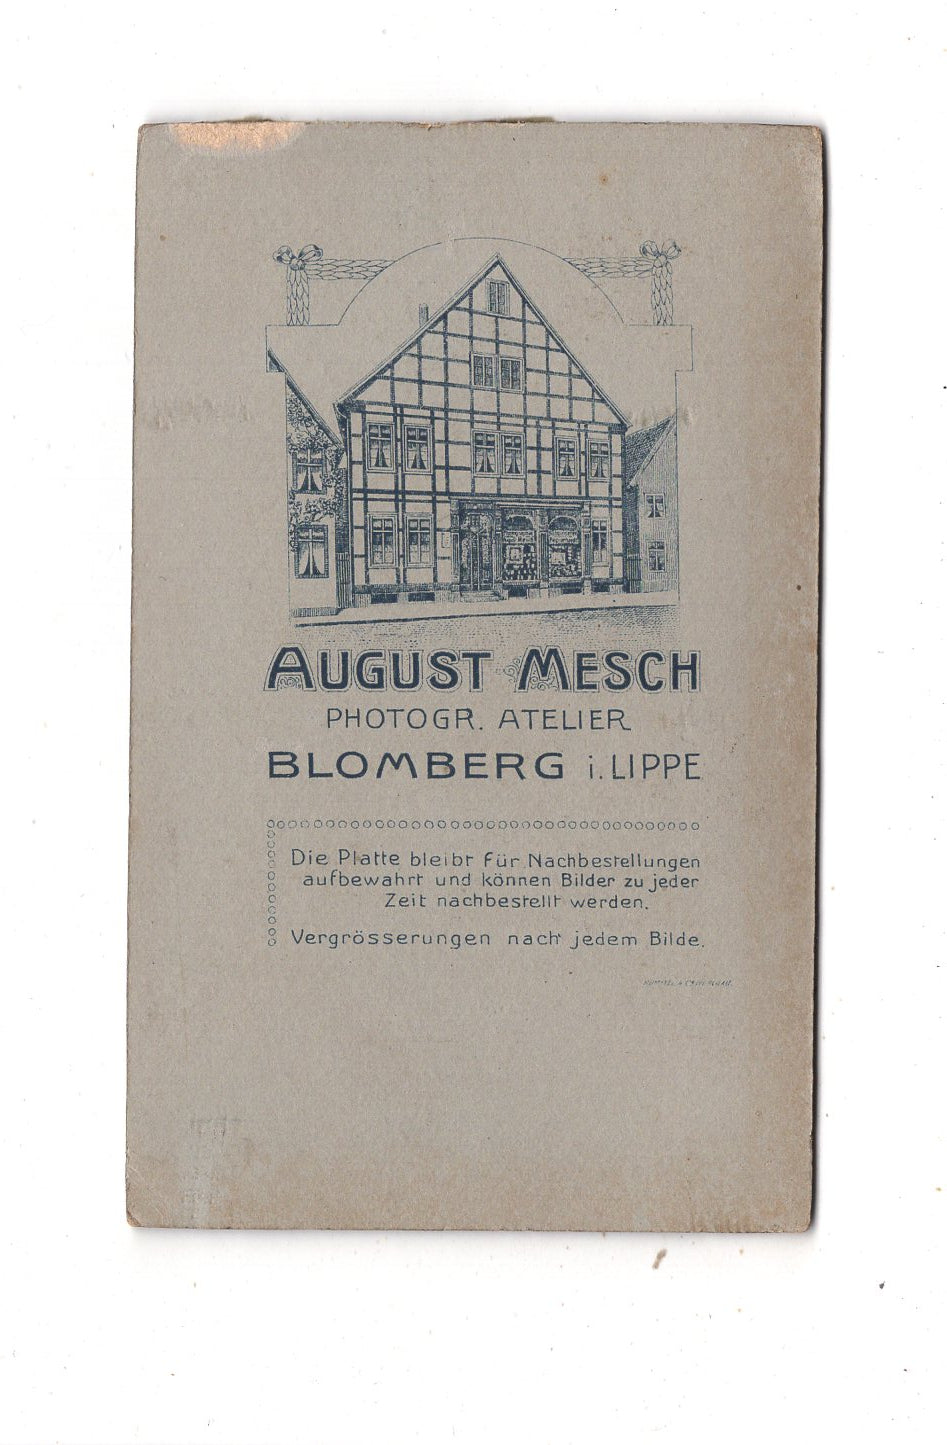 AUGUST MESCH
PHOTOGR. ATELIER
BLOMBERG i. LIPPE
Die Platte bleibt für Nachbestellungen
aufbewahrt und können Bilder zu jeder
Zeit nachbestellt werden.
Vergrösserungen nach jedem Bilde.